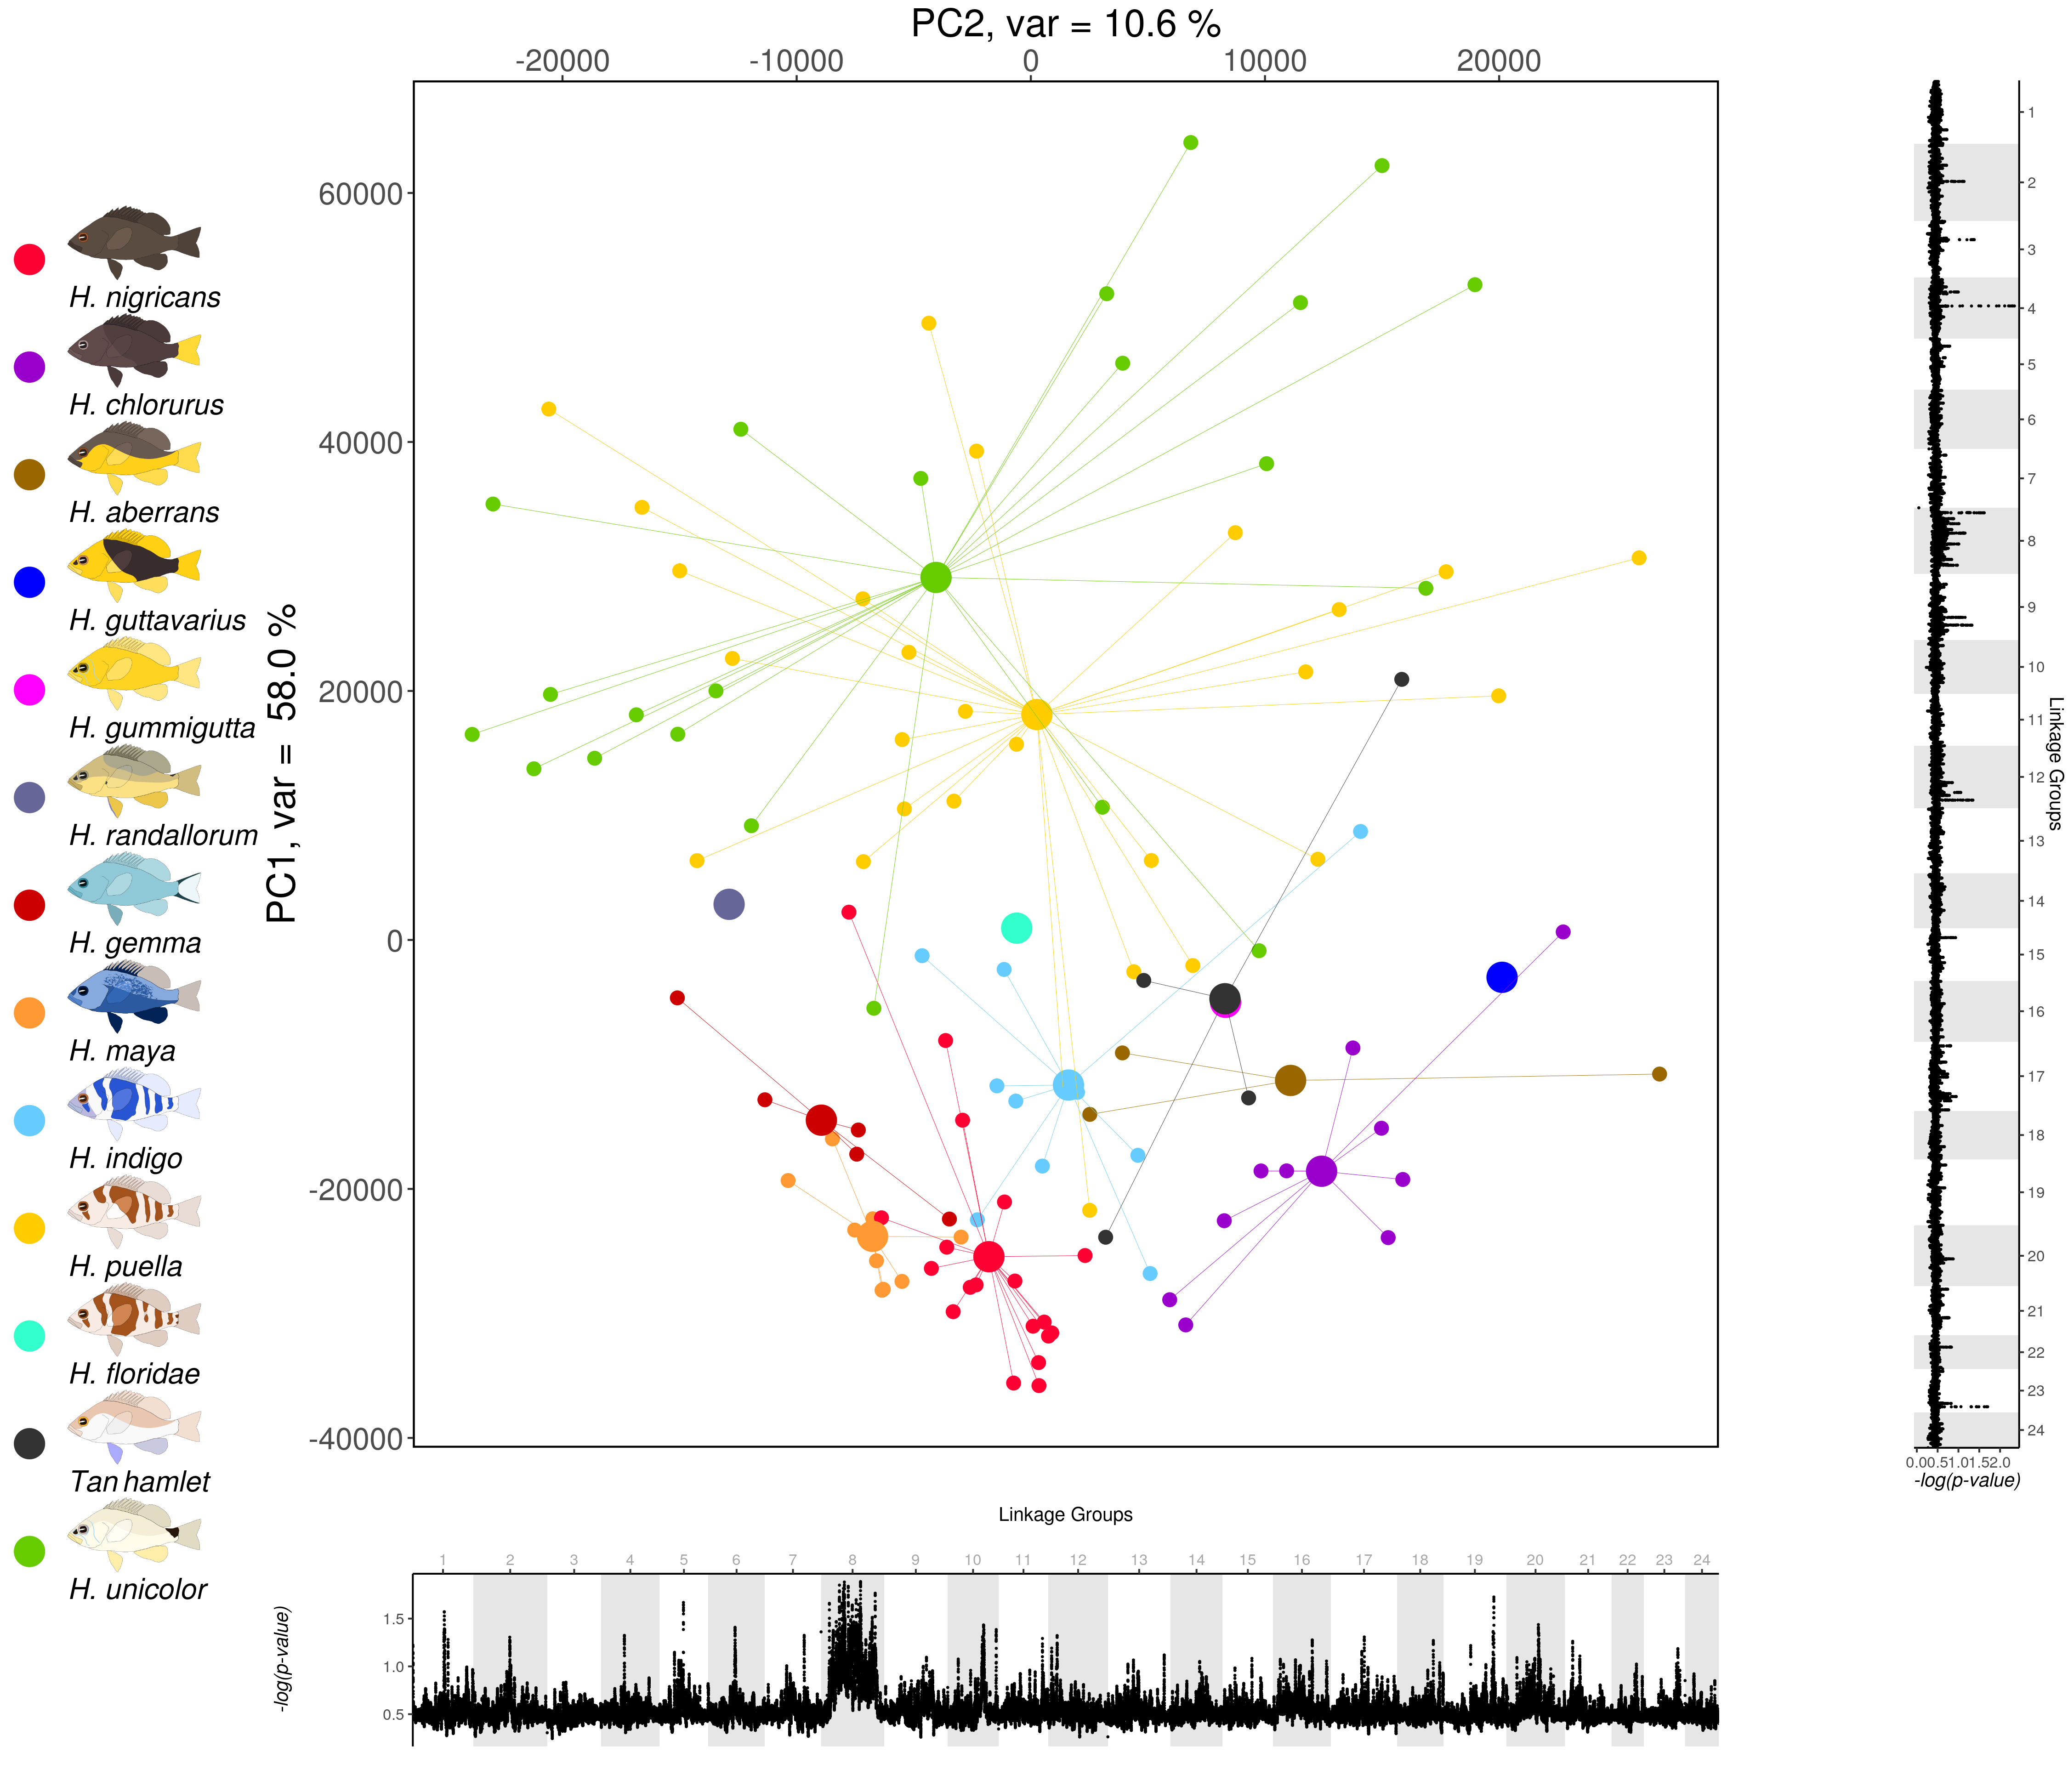 PC2, var = 10.6 %
-20000 -10000 0 10000 20000
PC1, var = 58.0 %
60000
40000
20000
0
-20000
-40000
H. nigricans
H. chlorurus
H. aberrans
H. guttavarius
H. gummigutta
H. randallorum
H. gemma
H. maya
H. indigo
H. puella
H. floridae
Tan hamlet
H. unicolor
1
2
3
4
5
6
7
8
9
10
11
12
13
14
15
16
17
18
19
20
21
22
23
24
Linkage Groups
0.00.51.01.52.0
-log(p-value)
Linkage Groups
1 2 3 4 5 6 7 8 9 10 11 12 13 14 15 16 17 18 19 20 21 22 23 24
-log(p-value)
1.5
1.0
0.5